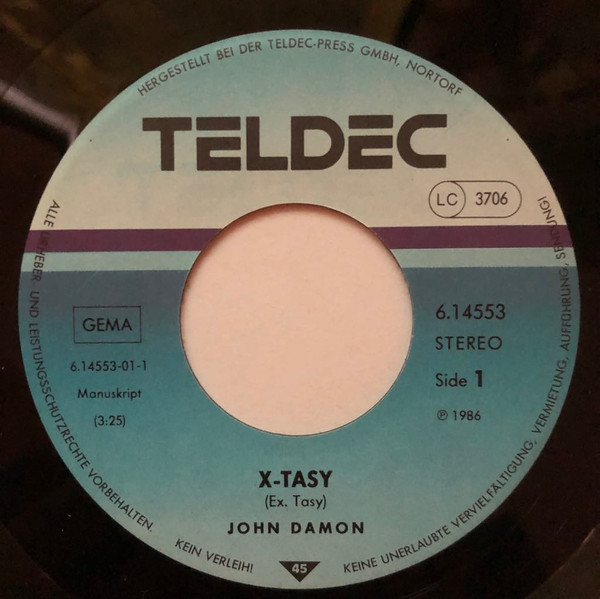 HERGESTELLT BEI DER TELDEC-PRESS GMBH, NORTORF
TELDEC
LC 3706
GEMA
6.14553-01-1
Manuskript
(3:25)
6.14553
STEREO
Side 1
℗ 1986
X-TASY
(Ex. Tasy)
JOHN DAMON
ALLE URHEBER UND LEISTUNGSSCHUTZRECHTE VORBEHALTEN.
KEIN VERLEIH!
45
KEINE UNERLAUBTE VERVIELFÄLTIGUNG, VERMIETUNG, AUFFÜHRUNG, SENDUNG!